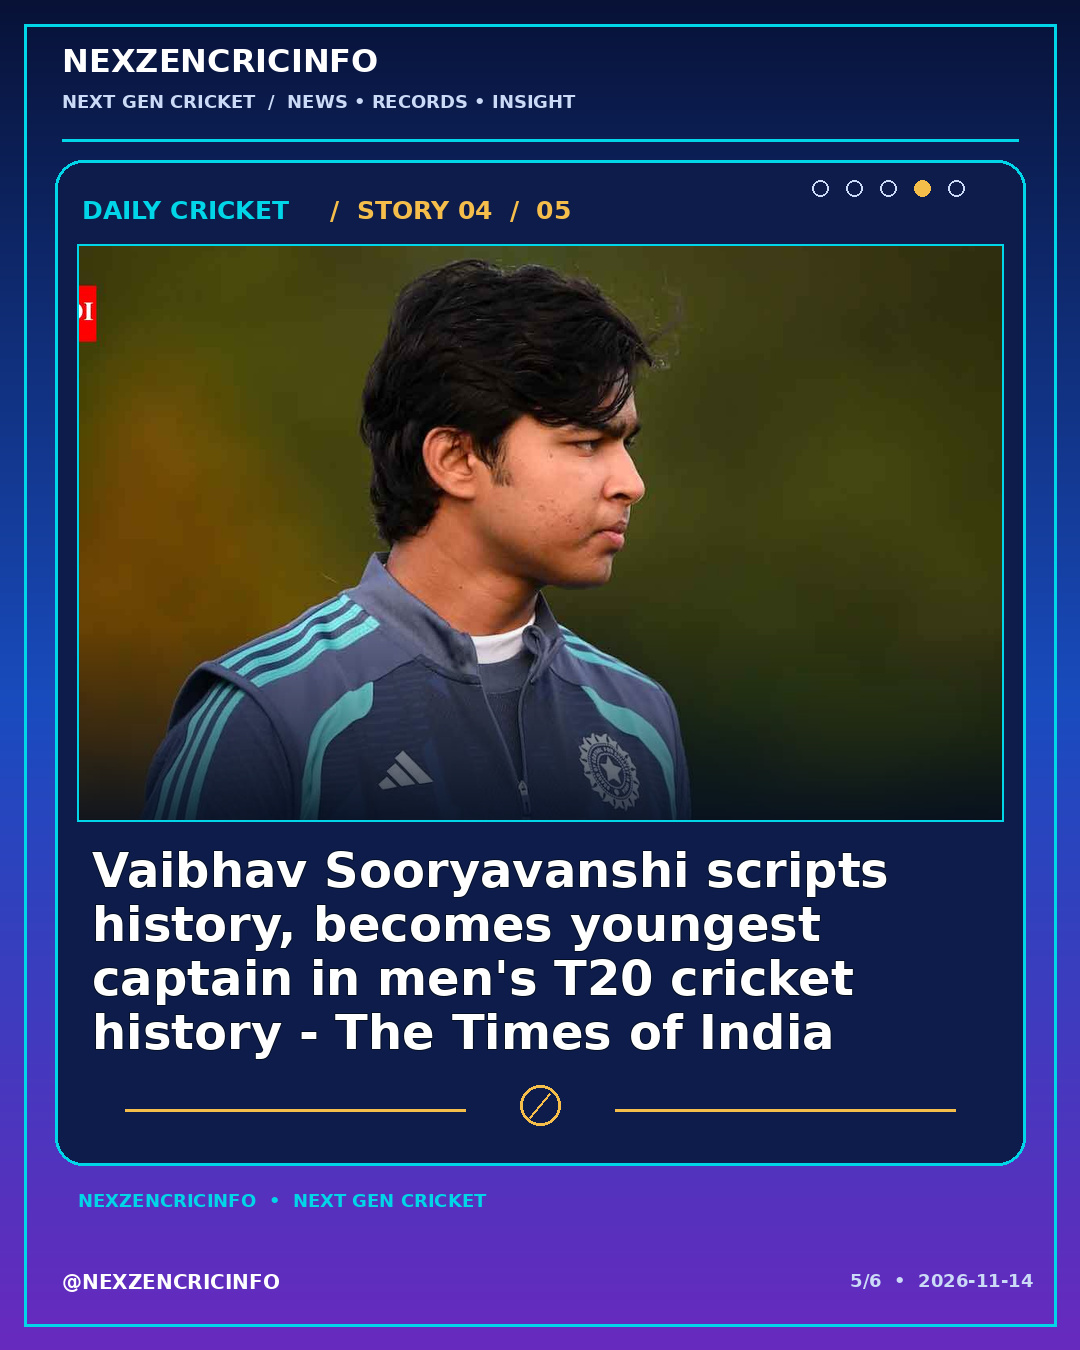 NEXZENCRICINFO
NEXT GEN CRICKET / NEWS • RECORDS • INSIGHT
DAILY CRICKET / STORY 04 / 05
Vaibhav Sooryavanshi scripts
history, becomes youngest
captain in men's T20 cricket
history - The Times of India
NEXZENCRICINFO • NEXT GEN CRICKET
@NEXZENCRICINFO
5/6 • 2026-11-14